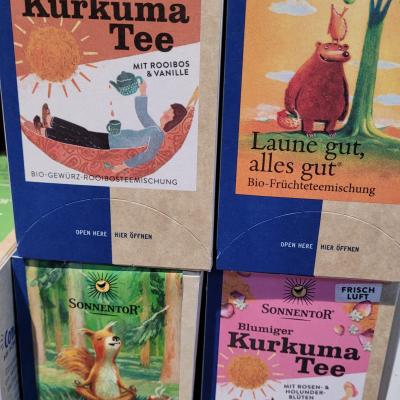 Kurkuma
Tee
MIT ROOIBOS
& VANILLE
BIO-GEWÜRZ-ROOIBOSTEEMISCHUNG
OPEN HERE HIER ÖFFNEN
Laune gut,
alles gut®
Bio-Früchteteemischung
OPEN HERE HIER ÖFFNEN
SONNENTOR®
FRISCH
LUFT
SONNENTOR®
Blumiger
Kurkuma
Tee
MIT ROSEN- &
HOLUNDER-
BLÜTEN